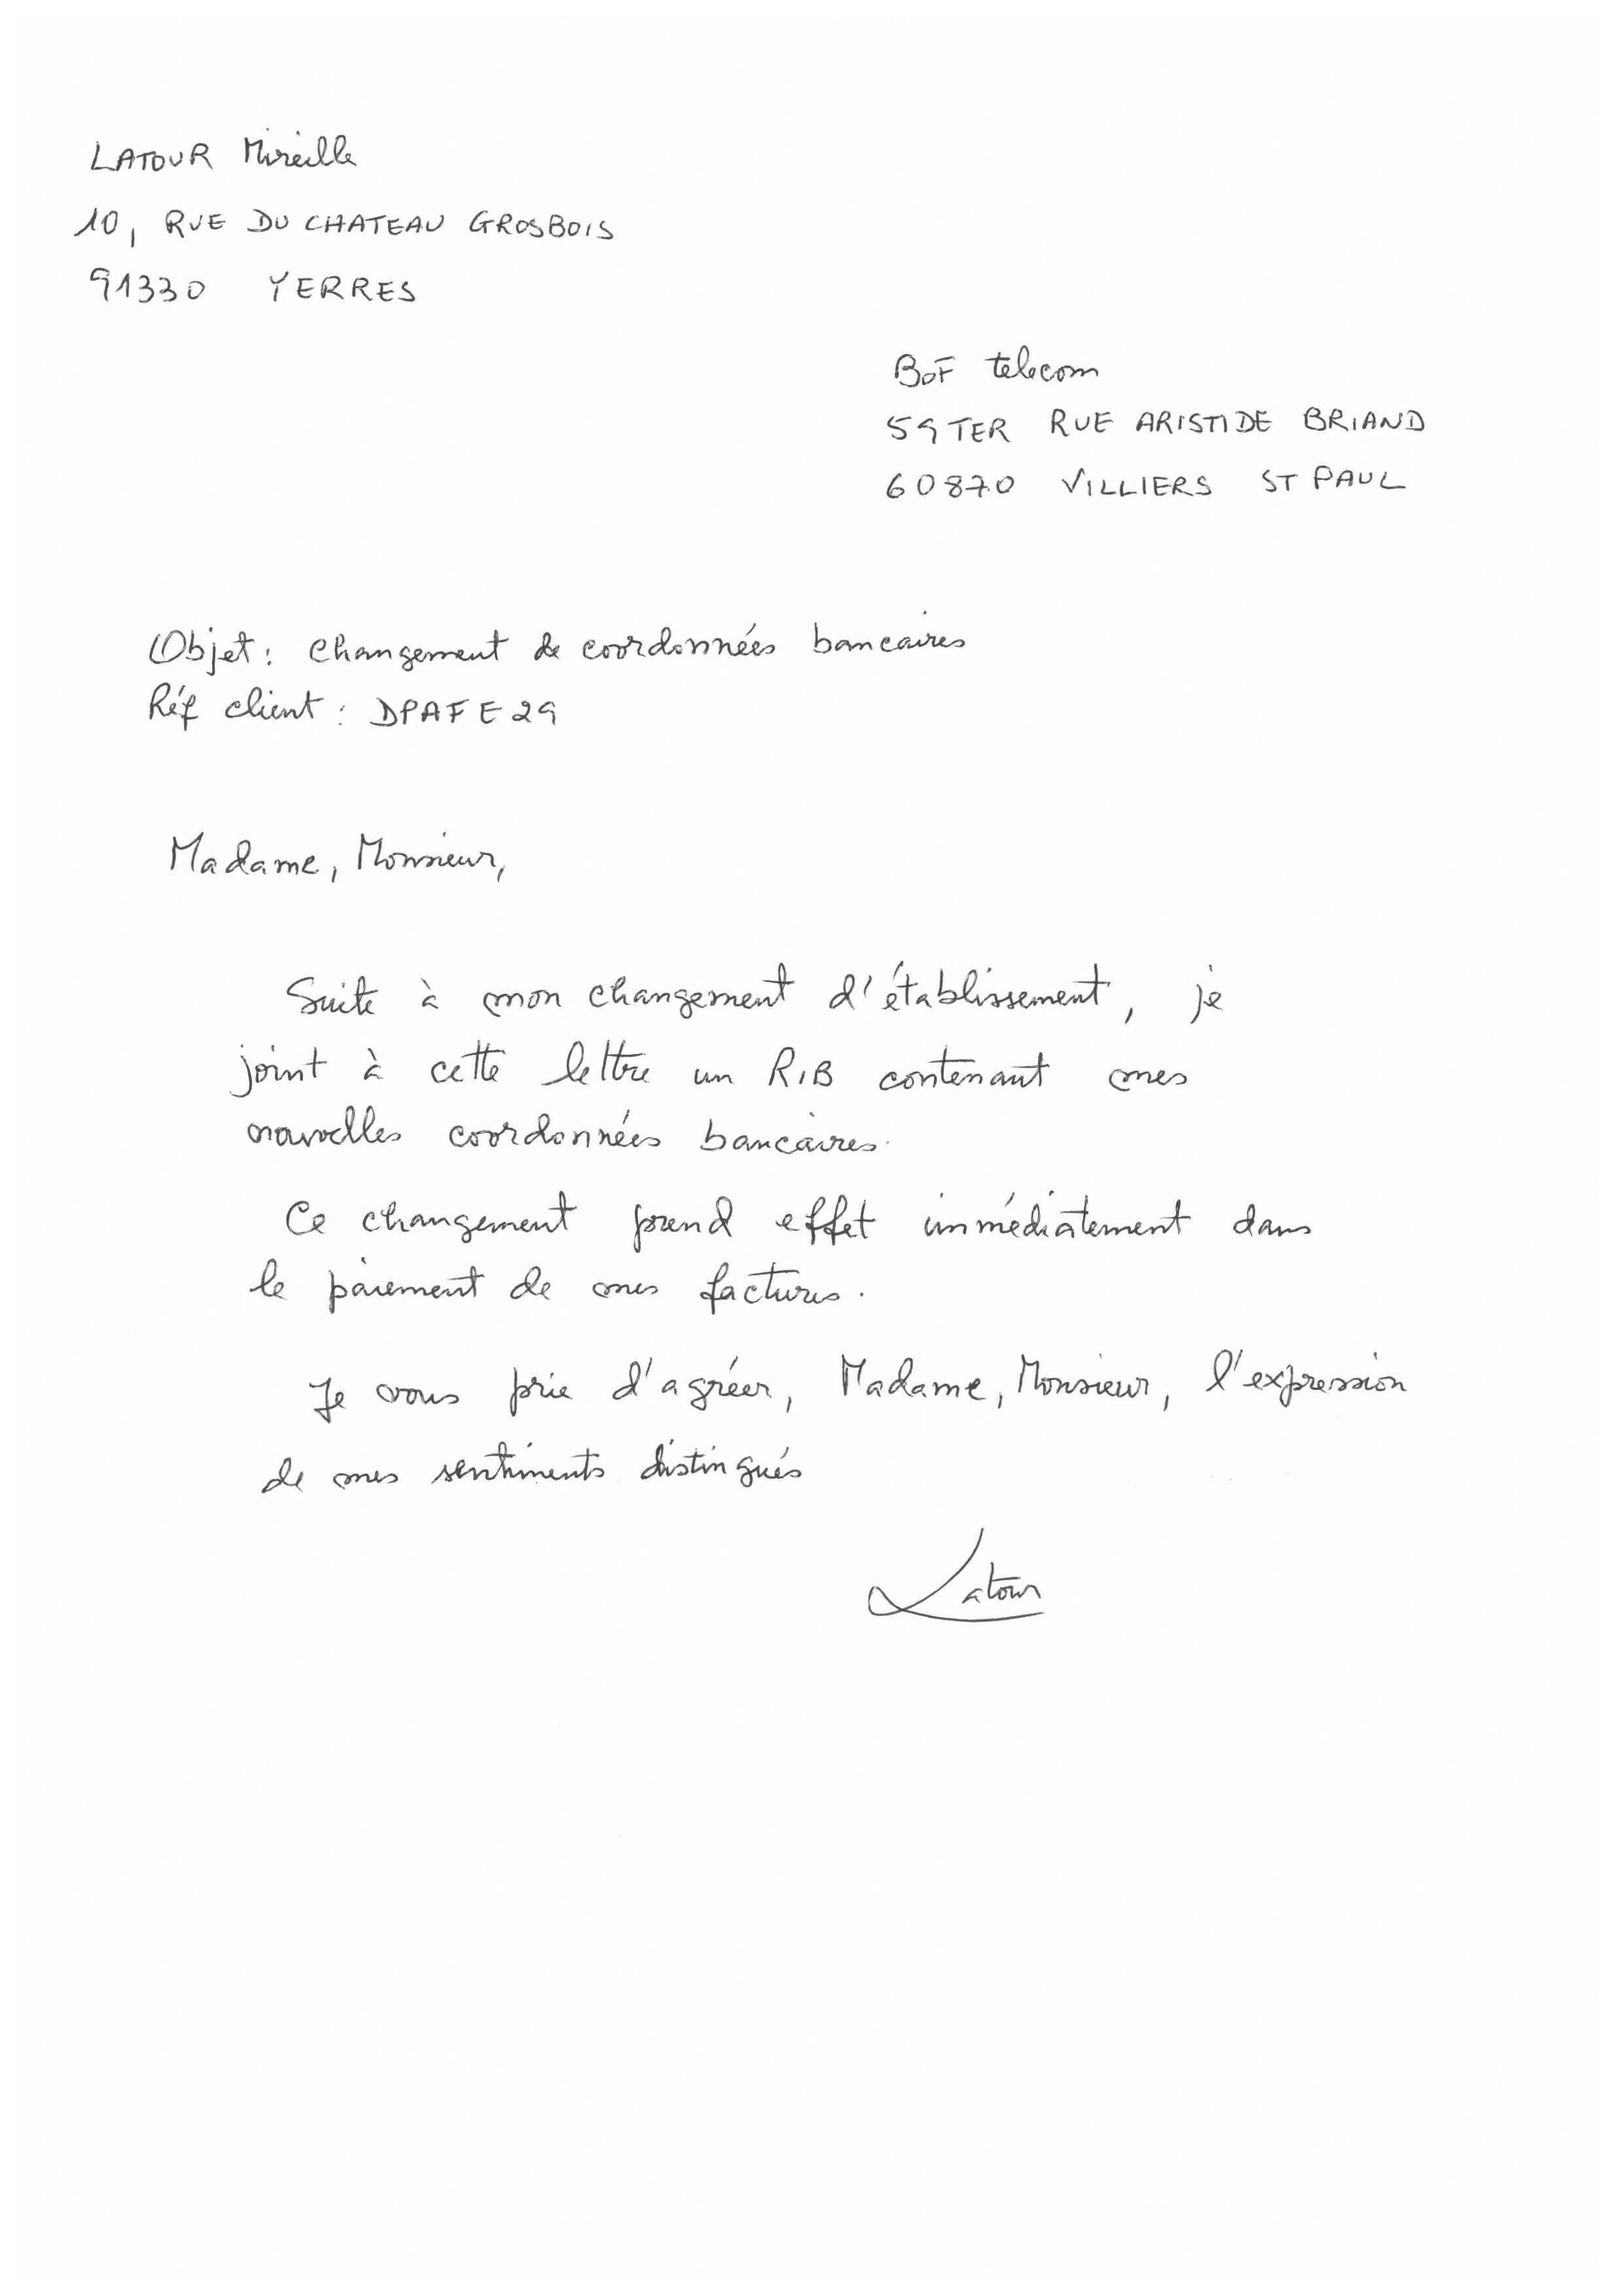 LATOUR Mireille
10, RUE DU CHATEAU GROSBOIS
91330 YERRES
BOF telecom
59 TER RUE ARISTIDE BRIAND
60870 VILLIERS ST PAUL
Objet : Changement de coordonnées bancaires
Réf client : DPAFE29
Madame, Monsieur,
Suite à mon changement d'établissement, je
joint à cette lettre un RIB contenant mes
nouvelles coordonnées bancaires.
Ce changement prend effet immédiatement dans
le paiement de mes factures.
Je vous prie d'agréer, Madame, Monsieur, l'expression
de mes sentiments distingués
Latour